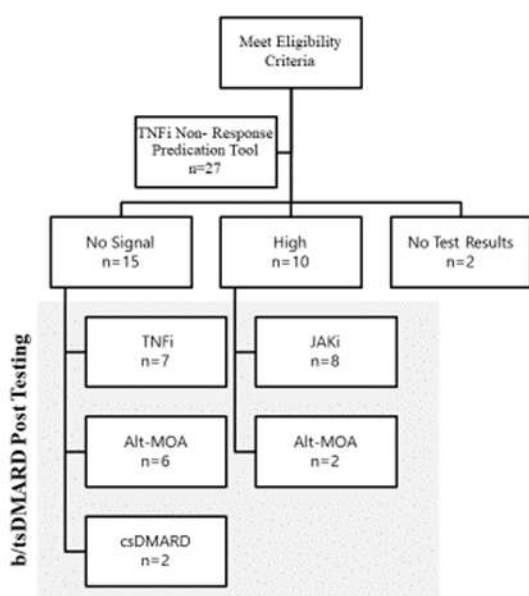 Meet Eligibility
Criteria
TNFi Non- Response
Predication Tool
n=27
No Signal
n=15
High
n=10
No Test Results
n=2
b/tsDMARD Post Testing
TNFi
n=7
JAKi
n=8
Alt-MOA
n=6
Alt-MOA
n=2
csDMARD
n=2